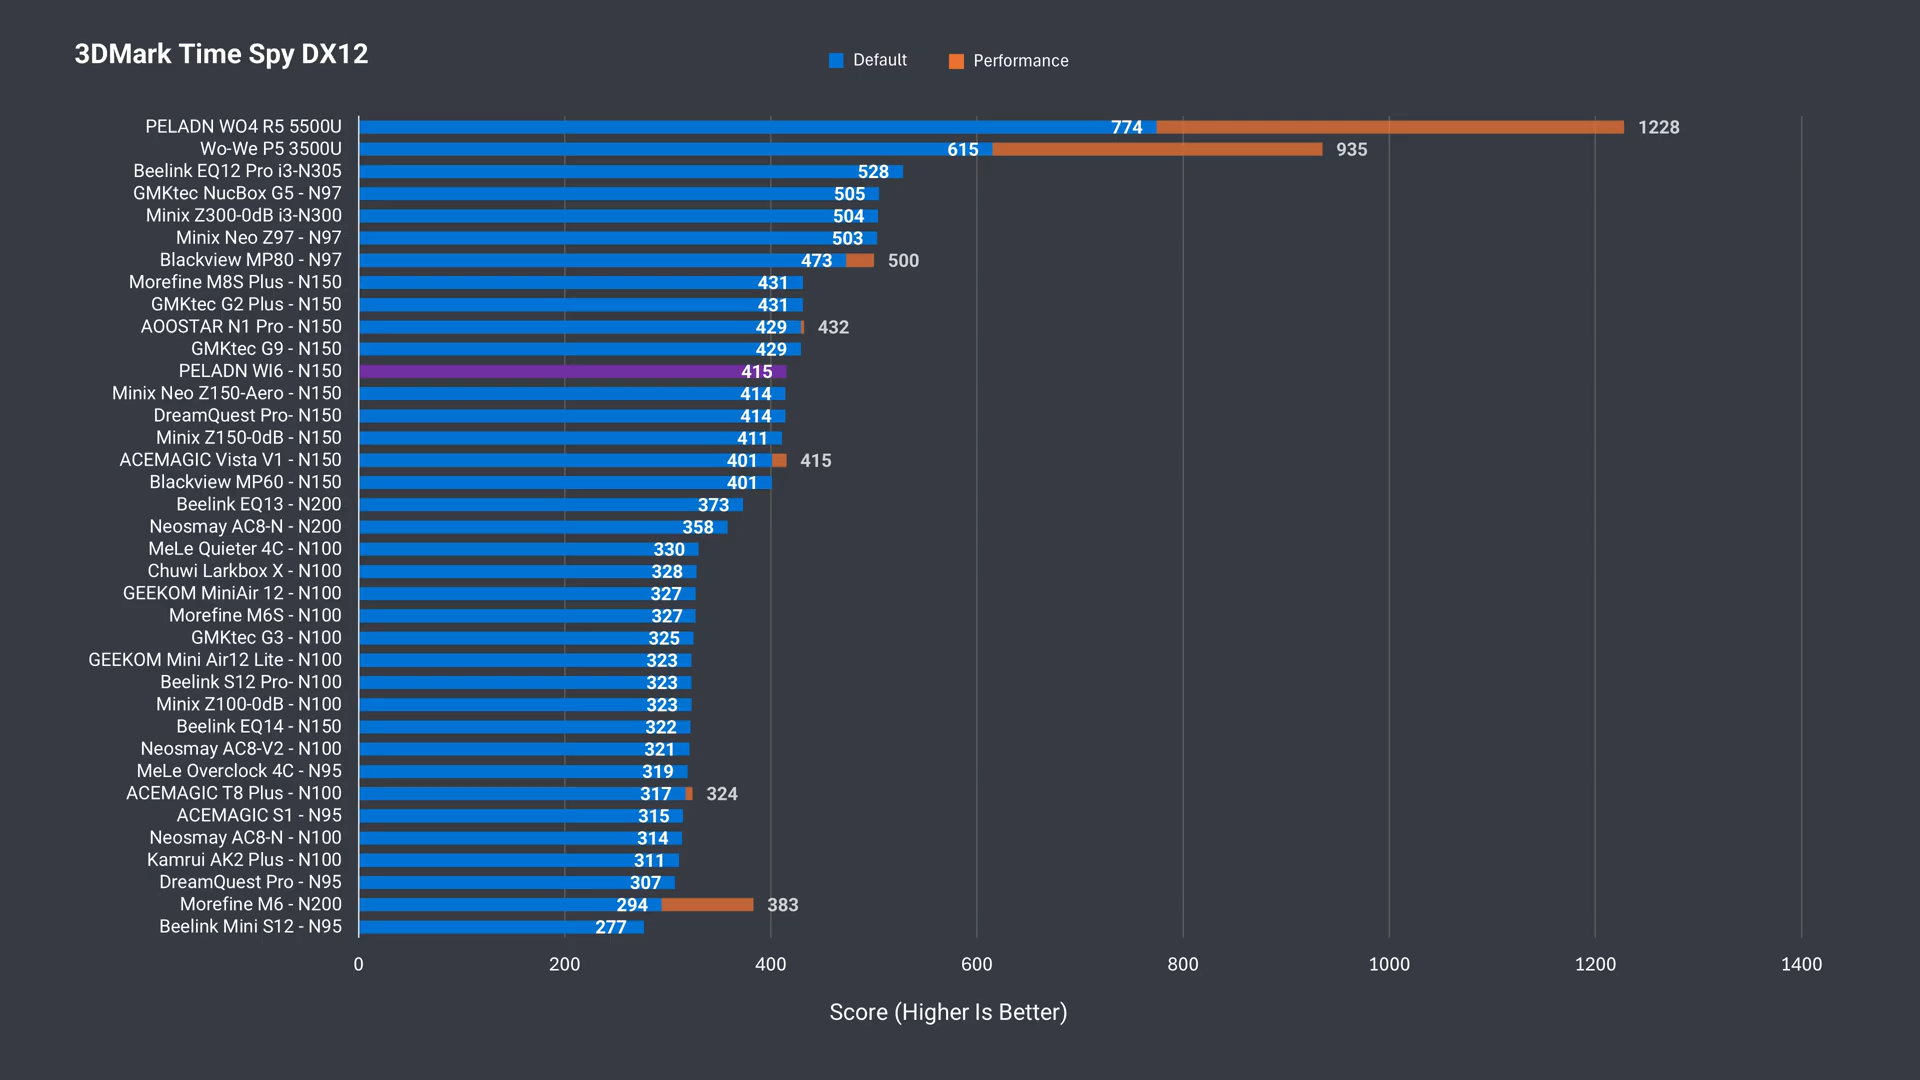 3DMark Time Spy DX12
Default
Performance
PELADN WO4 R5 5500U 774 1228
Wo-We P5 3500U 615 935
Beelink EQ12 Pro i3-N305 528
GMKtec NucBox G5 - N97 505
Minix Z300-0dB i3-N300 504
Minix Neo Z97 - N97 503
Blackview MP80 - N97 473 500
Morefine M8S Plus - N150 431
GMKtec G2 Plus - N150 431
AOOSTAR N1 Pro - N150 429 432
GMKtec G9 - N150 429
PELADN WI6 - N150 415
Minix Neo Z150-Aero - N150 414
DreamQuest Pro- N150 414
Minix Z150-0dB - N150 411
ACEMAGIC Vista V1 - N150 401 415
Blackview MP60 - N150 401
Beelink EQ13 - N200 373
Neosmay AC8-N - N200 358
MeLe Quieter 4C - N100 330
Chuwi Larkbox X - N100 328
GEEKOM MiniAir 12 - N100 327
Morefine M6S - N100 327
GMKtec G3 - N100 325
GEEKOM Mini Air12 Lite - N100 323
Beelink S12 Pro- N100 323
Minix Z100-0dB - N100 323
Beelink EQ14 - N150 322
Neosmay AC8-V2 - N100 321
MeLe Overclock 4C - N95 319
ACEMAGIC T8 Plus - N100 317 324
ACEMAGIC S1 - N95 315
Neosmay AC8-N - N100 314
Kamrui AK2 Plus - N100 311
DreamQuest Pro - N95 307
Morefine M6 - N200 294 383
Beelink Mini S12 - N95 277
0 200 400 600 800 1000 1200 1400
Score (Higher Is Better)